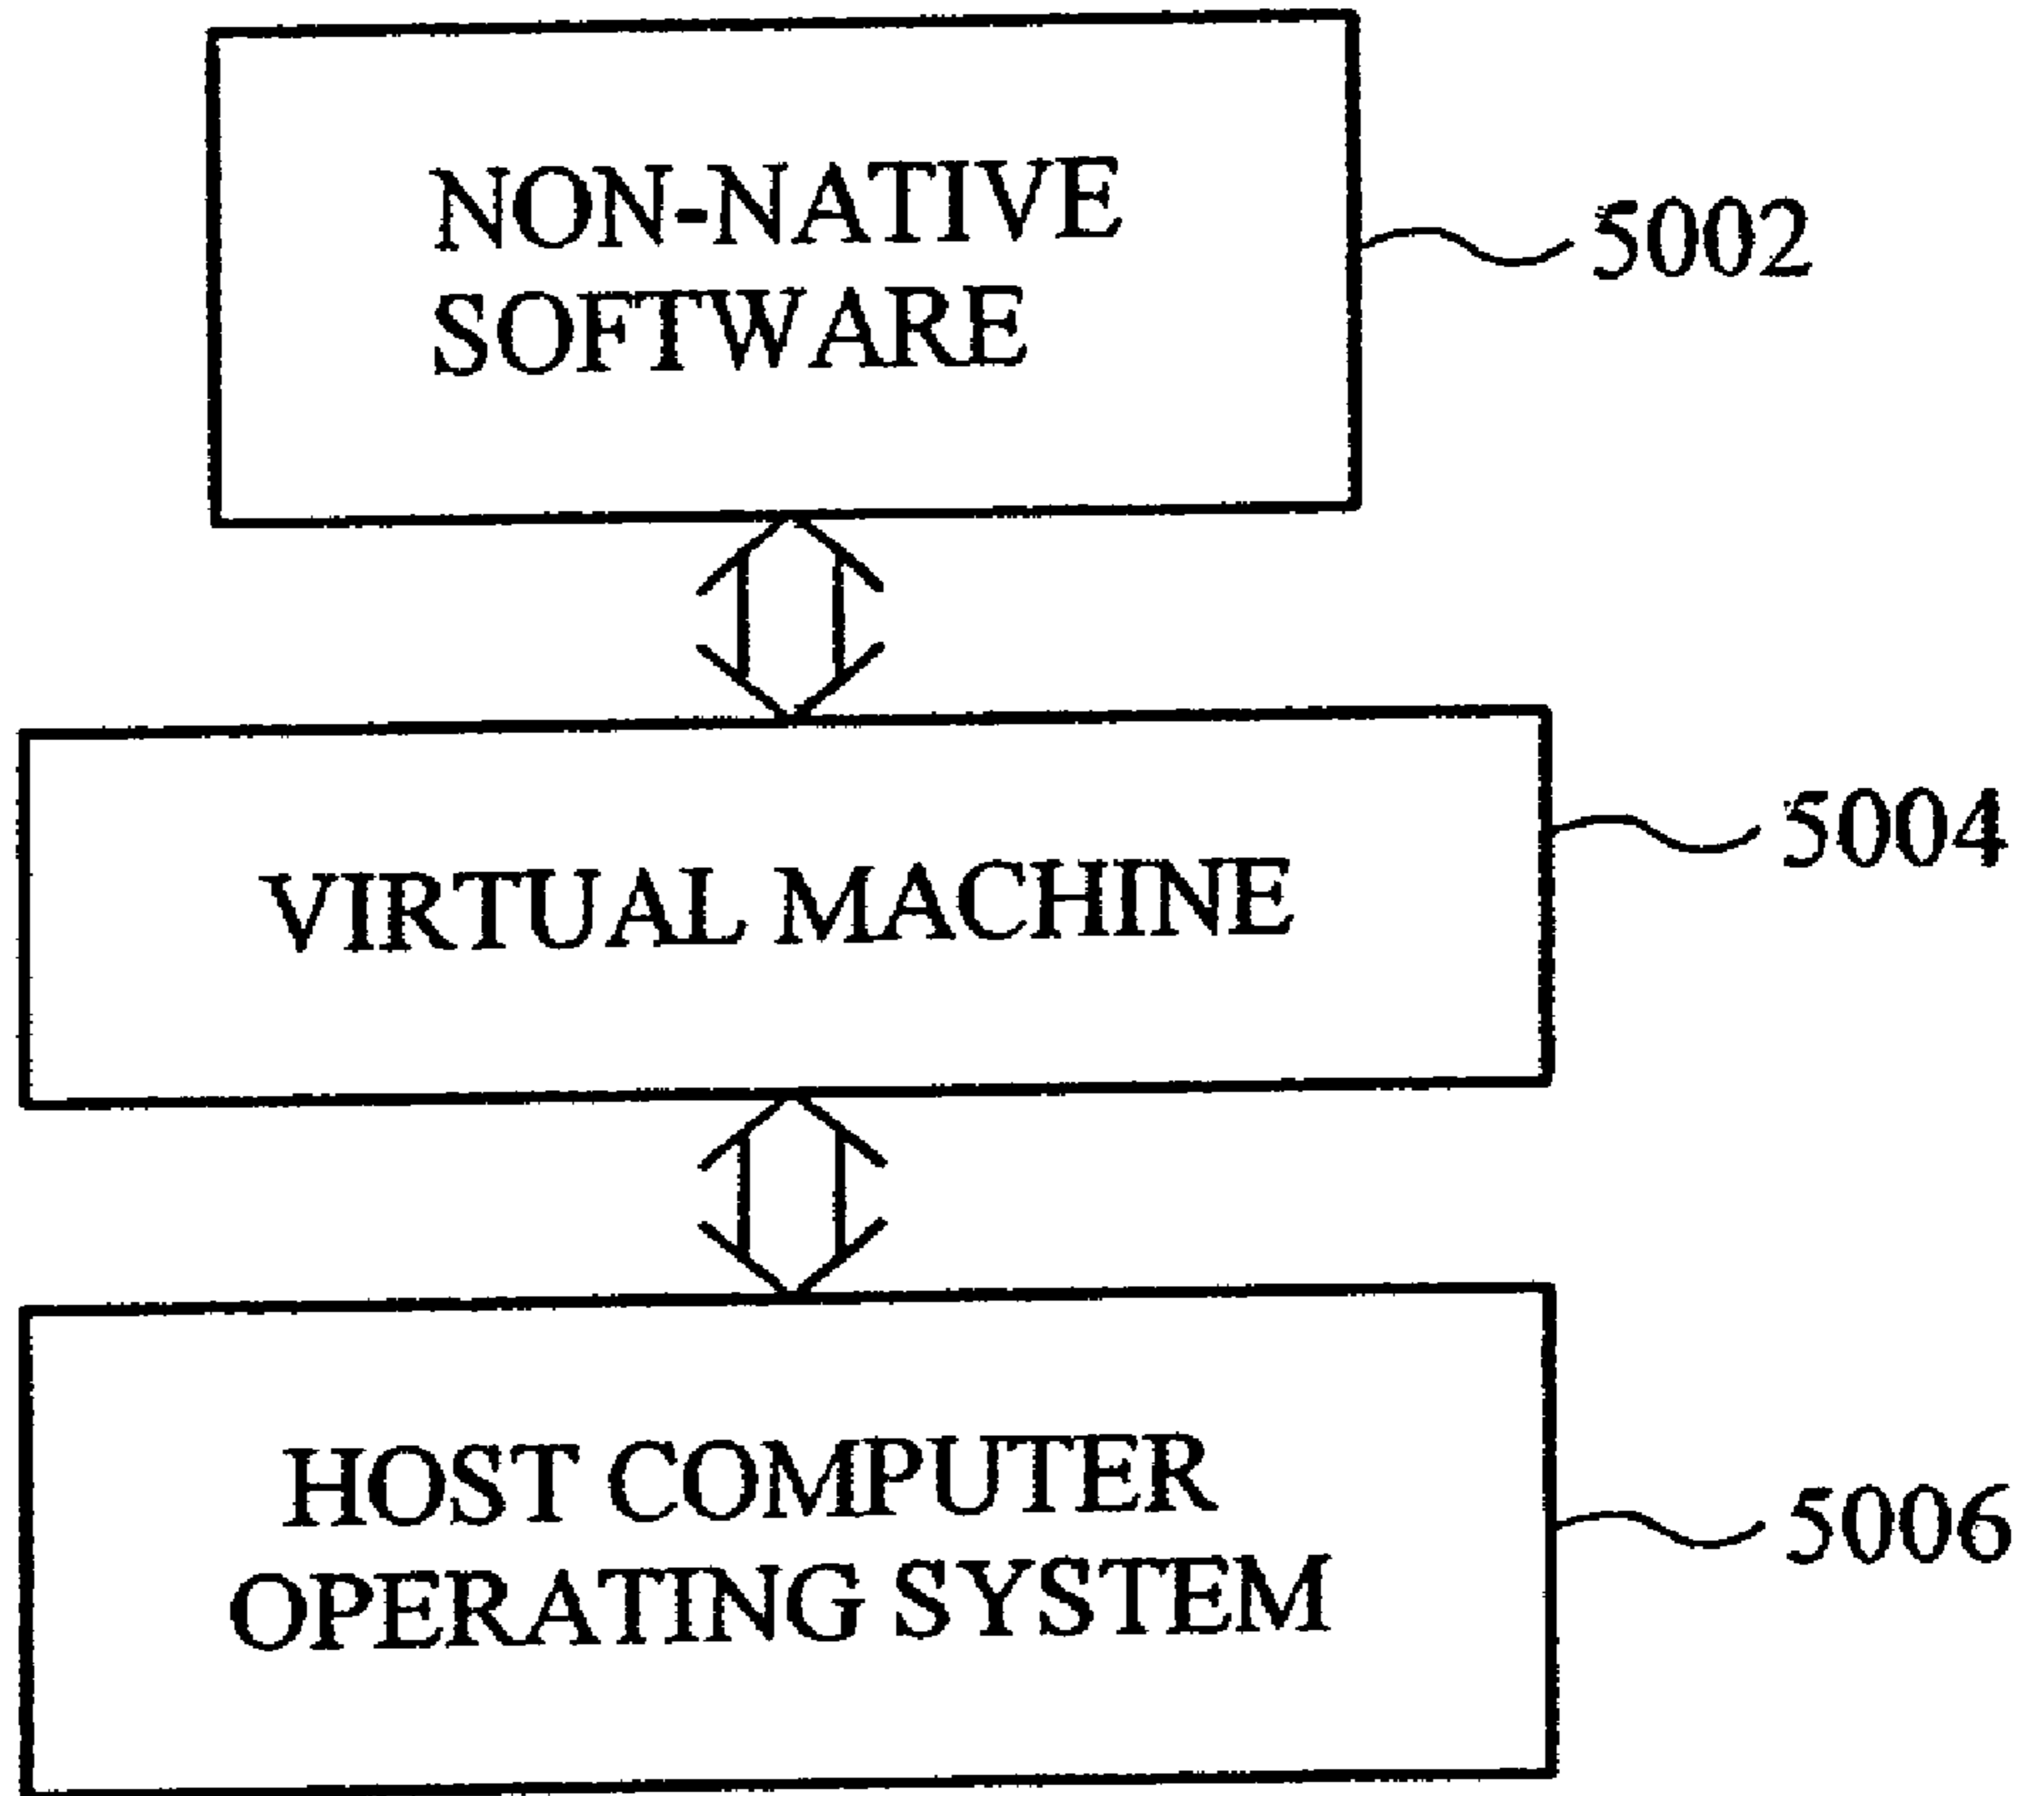 NON-NATIVE
SOFTWARE
5002
VIRTUAL MACHINE
5004
HOST COMPUTER
OPERATING SYSTEM
5006